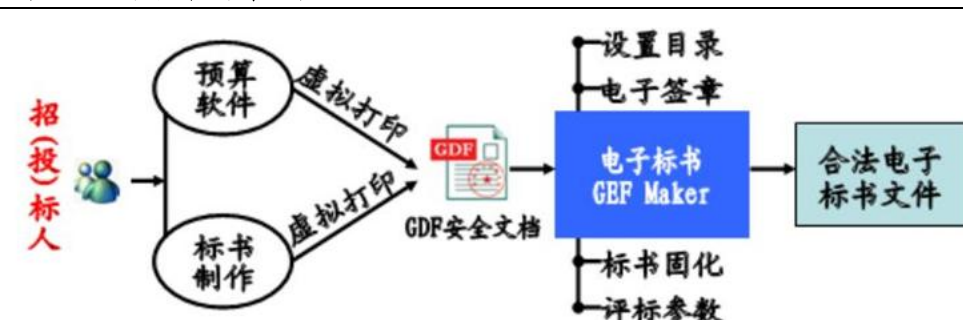 招(投)标人
预算
软件
虚拟打印
标书
制作
虚拟打印
GDF
GDF安全文档
设置目录
电子签章
电子标书
GEF Maker
标书固化
评标参数
合法电子
标书文件